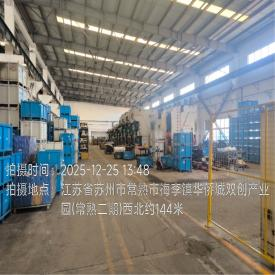 拍摄时间：2025-12-25 13:48
拍摄地点：江苏省苏州市常熟市海虞镇华侨城双创产业
园(常熟二期)西北约144米